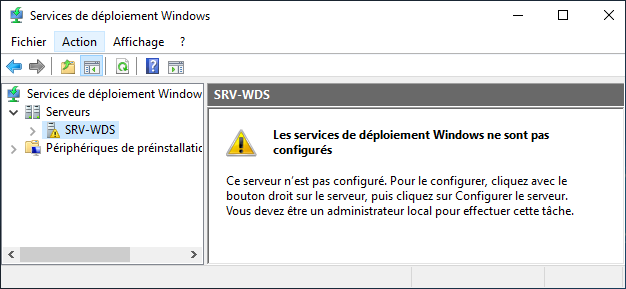 Services de déploiement Windows
Fichier Action Affichage ?
Services de déploiement Window
Serveurs
SRV-WDS
Périphériques de préinstallatic
SRV-WDS
Les services de déploiement Windows ne sont pas
configurés
Ce serveur n'est pas configuré. Pour le configurer, cliquez avec le
bouton droit sur le serveur, puis cliquez sur Configurer le serveur.
Vous devez être un administrateur local pour effectuer cette tâche.